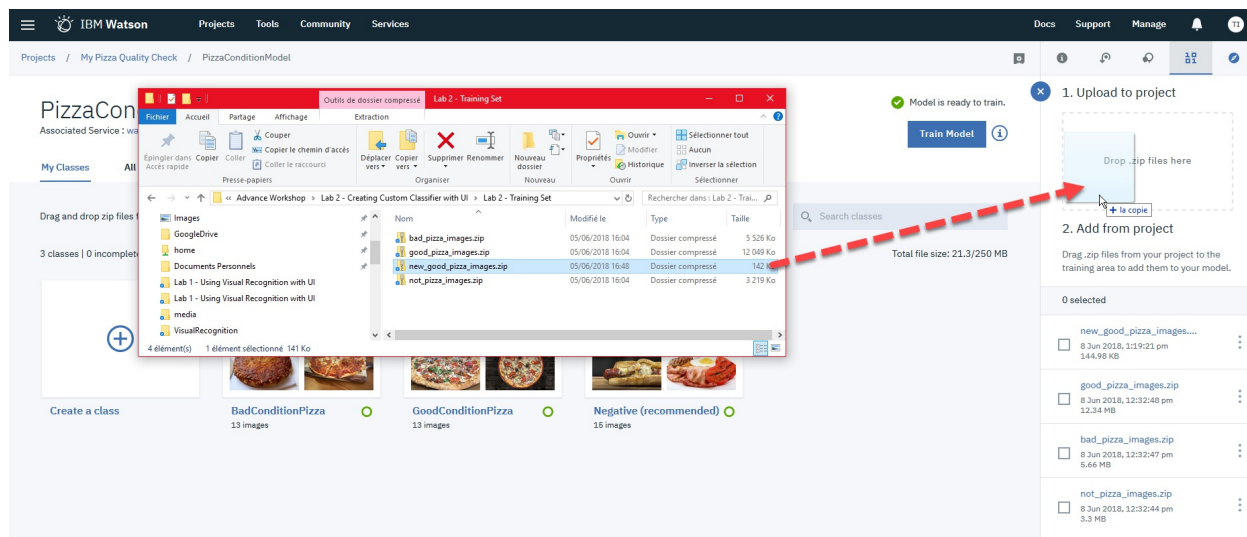 IBM Watson Projects Tools Community Services Docs Support Manage TI
Projects / My Pizza Quality Check / PizzaConditionModel
PizzaCon
Associated Service : wa
My Classes All
Drag and drop zip files t
3 classes | 0 incomplet
Outils de dossier compressé Lab 2 - Training Set
Fichier Accueil Partage Affichage Extraction
Épingler dans Accès rapide
Copier
Coller
Couper
Copier le chemin d'accès
Coller le raccourci
Presse-papiers
Déplacer vers
Copier vers
Supprimer
Renommer
Organiser
Nouveau dossier
Nouveau
Propriétés
Ouvrir
Modifier
Historique
Ouvrir
Sélectionner tout
Aucun
Inverser la sélection
Sélectionner
« Advance Workshop > Lab 2 - Creating Custom Classifier with UI > Lab 2 - Training Set
Rechercher dans : Lab 2 - Trai...
Images
GoogleDrive
home
Documents Personnels
Lab 1 - Using Visual Recognition with UI
Lab 1 - Using Visual Recognition with UI
media
VisualRecognition
Nom Modifié le Type Taille
bad_pizza_images.zip 05/06/2018 16:04 Dossier compressé 5 526 Ko
good_pizza_images.zip 05/06/2018 16:04 Dossier compressé 12 049 Ko
new_good_pizza_images.zip 05/06/2018 16:48 Dossier compressé 142
not_pizza_images.zip 05/06/2018 16:04 Dossier compressé 3 219 Ko
4 élément(s) 1 élément sélectionné 141 Ko
Model is ready to train.
Train Model
Search classes
Total file size: 21.3/250 MB
Create a class
BadConditionPizza
13 images
GoodConditionPizza
13 images
Negative (recommended)
15 images
1. Upload to project
Drop .zip files here
+ la copie
2. Add from project
Drag .zip files from your project to the
training area to add them to your model.
0 selected
new_good_pizza_images....
8 Jun 2018, 1:19:21 pm
144.98 KB
good_pizza_images.zip
8 Jun 2018, 12:32:48 pm
12.34 MB
bad_pizza_images.zip
8 Jun 2018, 12:32:47 pm
5.66 MB
not_pizza_images.zip
8 Jun 2018, 12:32:44 pm
3.3 MB